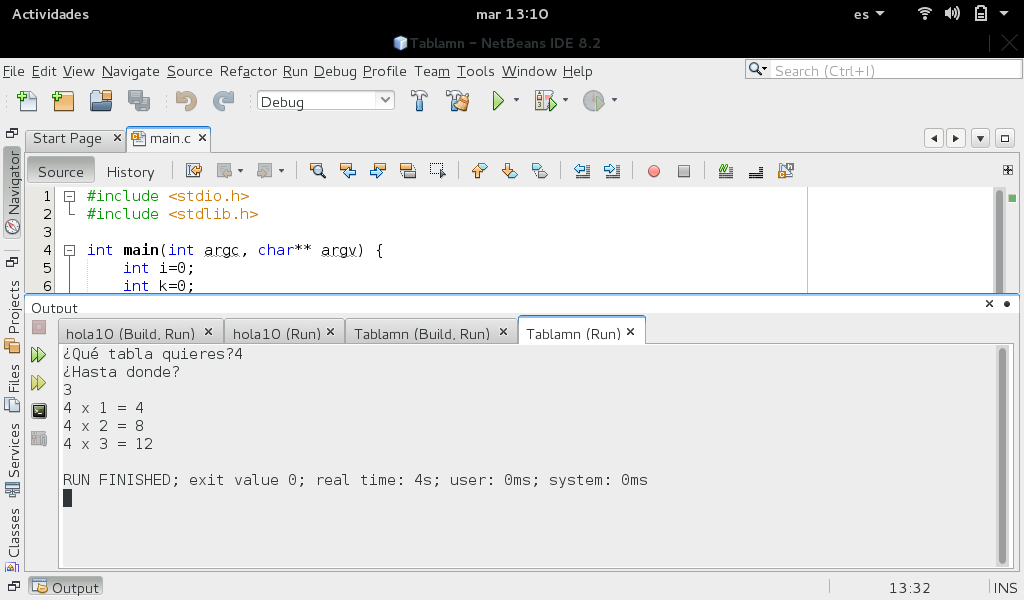 Actividades mar 13:10 es
Tablamn - NetBeans IDE 8.2
File Edit View Navigate Source Refactor Run Debug Profile Team Tools Window Help
Search (Ctrl+I)
Debug
Start Page main.c
Source History
1 #include <stdio.h>
2 #include <stdlib.h>
3
4 int main(int argc, char** argv) {
5 int i=0;
6 int k=0;
Navigator
Projects
Files
Services
Classes
Output
hola10 (Build, Run) hola10 (Run) Tablamn (Build, Run) Tablamn (Run)
¿Qué tabla quieres?4
¿Hasta donde?
3
4 x 1 = 4
4 x 2 = 8
4 x 3 = 12
RUN FINISHED; exit value 0; real time: 4s; user: 0ms; system: 0ms
Output 13:32 INS